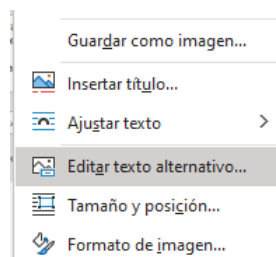 Guardar como imagen...
Insertar título...
Ajustar texto
Editar texto alternativo...
Tamaño y posición...
Formato de imagen...